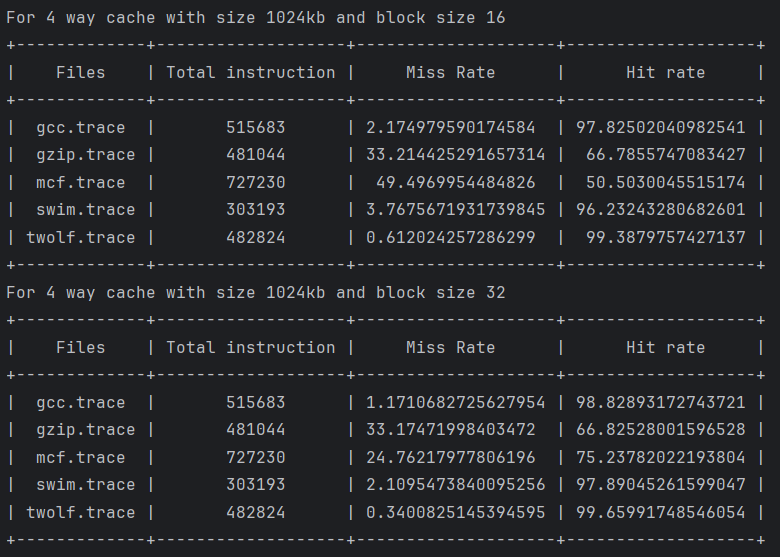 For 4 way cache with size 1024kb and block size 16
+-------------+-------------------+--------------------+-------------------+
|    Files    | Total instruction |     Miss Rate      |      Hit rate     |
+-------------+-------------------+--------------------+-------------------+
|  gcc.trace  |       515683      | 2.174979590174584  | 97.82502040982541 |
|  gzip.trace |       481044      | 33.214425291657314 |  66.7855747083427 |
|  mcf.trace  |       727230      |  49.4969954484826  |  50.5030045515174 |
|  swim.trace |       303193      | 3.7675671931739845 | 96.23243280682601 |
| twolf.trace |       482824      | 0.612024257286299  |  99.3879757427137 |
+-------------+-------------------+--------------------+-------------------+
For 4 way cache with size 1024kb and block size 32
+-------------+-------------------+--------------------+-------------------+
|    Files    | Total instruction |     Miss Rate      |      Hit rate     |
+-------------+-------------------+--------------------+-------------------+
|  gcc.trace  |       515683      | 1.1710682725627954 | 98.82893172743721 |
|  gzip.trace |       481044      | 33.17471998403472  | 66.82528001596528 |
|  mcf.trace  |       727230      | 24.76217977806196  | 75.23782022193804 |
|  swim.trace |       303193      | 2.1095473840095256 | 97.89045261599047 |
| twolf.trace |       482824      | 0.3400825145394595 | 99.65991748546054 |
+-------------+-------------------+--------------------+-------------------+